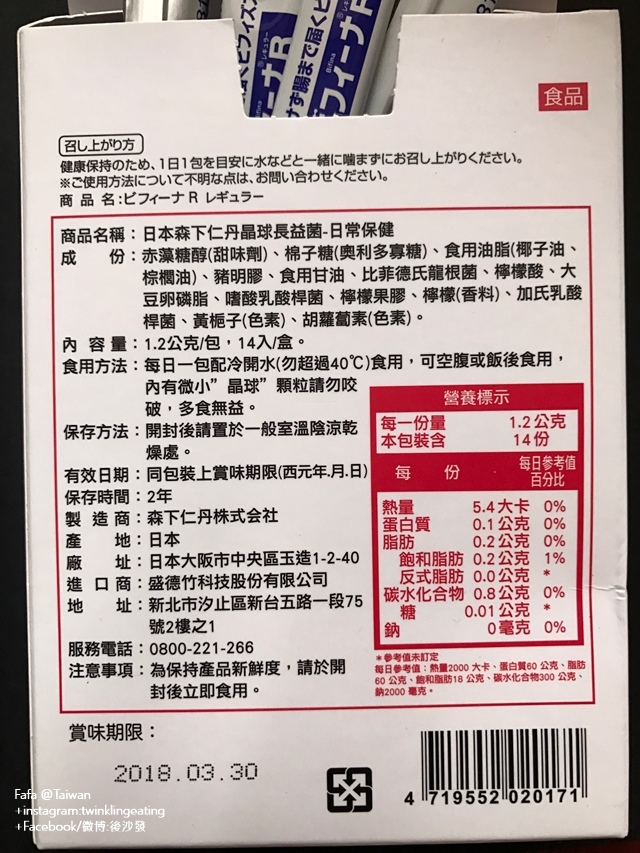 食品
召し上がり方
健康保持のため、1日1包を目安に水などと一緒に噛まずにお召し上がりください。
※ご使用方法について不明な点は、お問い合わせください。
商 品 名:ビフィーナR レギュラー
商品名稱：日本森下仁丹晶球長益菌-日常保健
成　　份：赤藻糖醇(甜味劑)、棉子糖(奧利多寡糖)、食用油脂(椰子油、
棕櫚油)、豬明膠、食用甘油、比菲德氏龍根菌、檸檬酸、大
豆卵磷脂、嗜酸乳酸桿菌、檸檬果膠、檸檬(香料)、加氏乳酸
桿菌、黃梔子(色素)、胡蘿蔔素(色素)。
內 容 量：1.2公克/包，14入/盒。
食用方法：每日一包配冷開水(勿超過40℃)食用，可空腹或飯後食用，
內有微小”晶球”顆粒請勿咬
破，多食無益。
保存方法：開封後請置於一般室溫陰涼乾
燥處。
有效日期：同包裝上賞味期限(西元年.月.日)
保存時間：2年
製 造 商：森下仁丹株式会社
產　　地：日本
廠　　址：日本大阪市中央區玉造1-2-40
進 口 商：盛德竹科技股份有限公司
地　　址：新北市汐止區新台五路一段75
號2樓之1
服務電話：0800-221-266
注意事項：為保持產品新鮮度，請於開
封後立即食用。
營養標示
每一份量 1.2公克
本包裝含 14份
每　份 每日參考值
百分比
熱量 5.4大卡 0%
蛋白質 0.1公克 0%
脂肪 0.2公克 0%
飽和脂肪 0.2公克 1%
反式脂肪 0.0公克 *
碳水化合物 0.8公克 0%
糖 0.01公克 *
鈉 0毫克 0%
*參考值未訂定
每日參考值：熱量2000 大卡、蛋白質60 公克、脂肪
60 公克、飽和脂肪18 公克、碳水化合物300 公克、
鈉2000 毫克。
賞味期限：
2018.03.30
4 719552 020171
Fafa @Taiwan
+instagram:twinklingeating
+Facebook/微博:後沙發